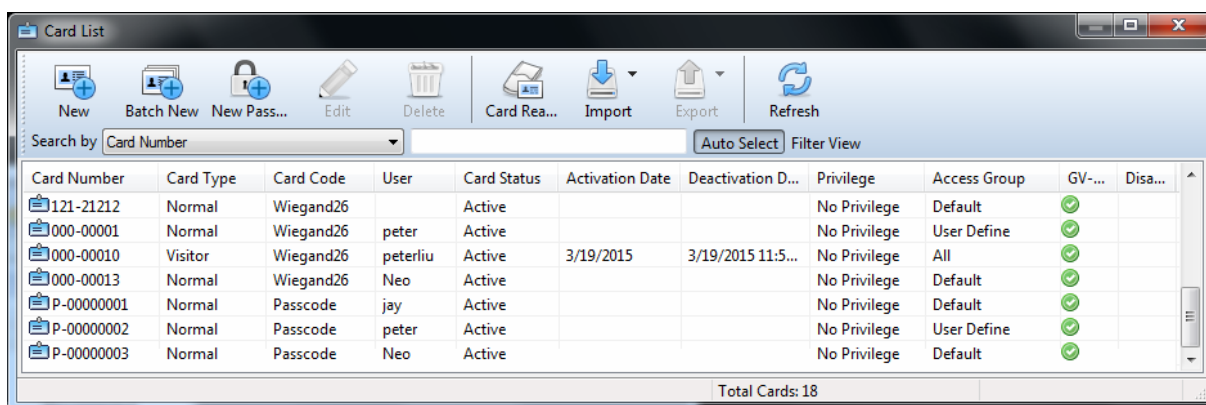 Card List
New Batch New New Pass... Edit Delete Card Rea... Import Export Refresh
Search by Card Number Auto Select Filter View
Card Number Card Type Card Code User Card Status Activation Date Deactivation D... Privilege Access Group GV-... Disa...
121-21212 Normal Wiegand26 Active No Privilege Default
000-00001 Normal Wiegand26 peter Active No Privilege User Define
000-00010 Visitor Wiegand26 peterliu Active 3/19/2015 3/19/2015 11:5... No Privilege All
000-00013 Normal Wiegand26 Neo Active No Privilege Default
P-00000001 Normal Passcode jay Active No Privilege Default
P-00000002 Normal Passcode peter Active No Privilege User Define
P-00000003 Normal Passcode Neo Active No Privilege Default
Total Cards: 18